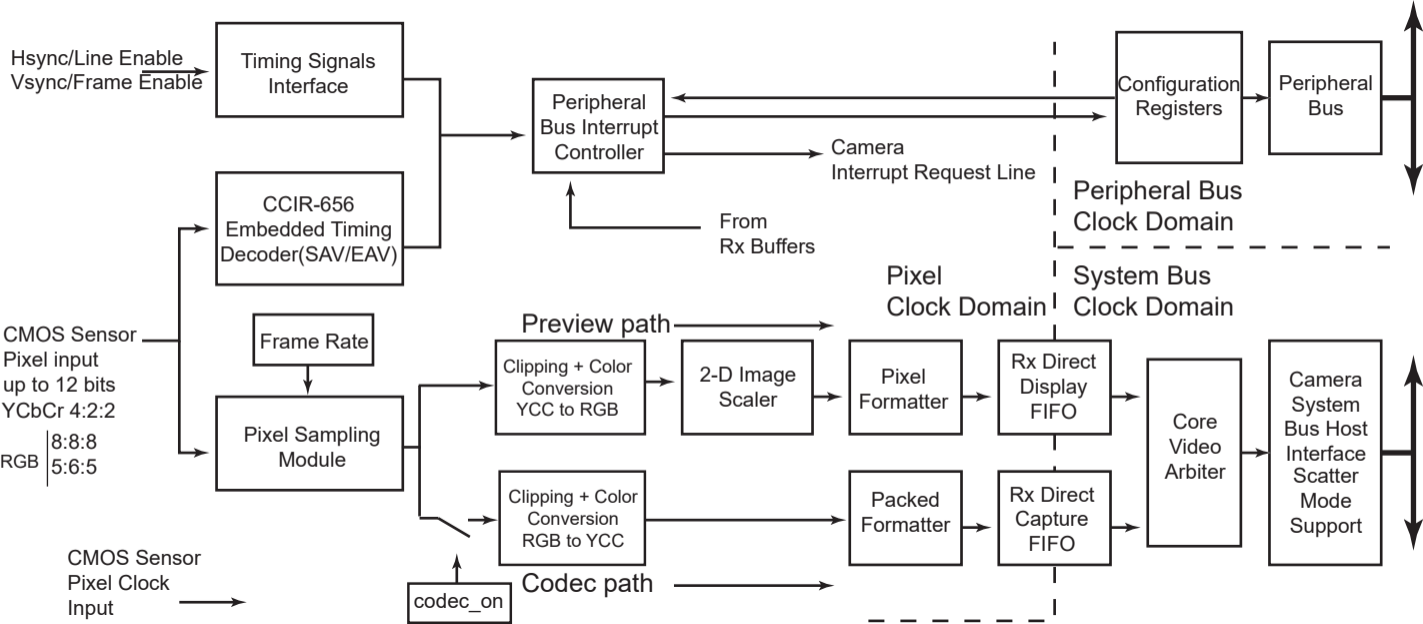 Hsync/Line Enable
Vsync/Frame Enable
Timing Signals
Interface
Peripheral
Bus Interrupt
Controller
Configuration
Registers
Peripheral
Bus
Camera
Interrupt Request Line
Peripheral Bus
Clock Domain
CCIR-656
Embedded Timing
Decoder(SAV/EAV)
From
Rx Buffers
Pixel
Clock Domain
System Bus
Clock Domain
CMOS Sensor
Pixel input
up to 12 bits
YCbCr 4:2:2
RGB
8:8:8
5:6:5
Frame Rate
Pixel Sampling
Module
Preview path
Clipping + Color
Conversion
YCC to RGB
2-D Image
Scaler
Pixel
Formatter
Rx Direct
Display
FIFO
Core
Video
Arbiter
Camera
System
Bus Host
Interface
Scatter
Mode
Support
Clipping + Color
Conversion
RGB to YCC
Packed
Formatter
Rx Direct
Capture
FIFO
Codec path
codec_on
CMOS Sensor
Pixel Clock
Input